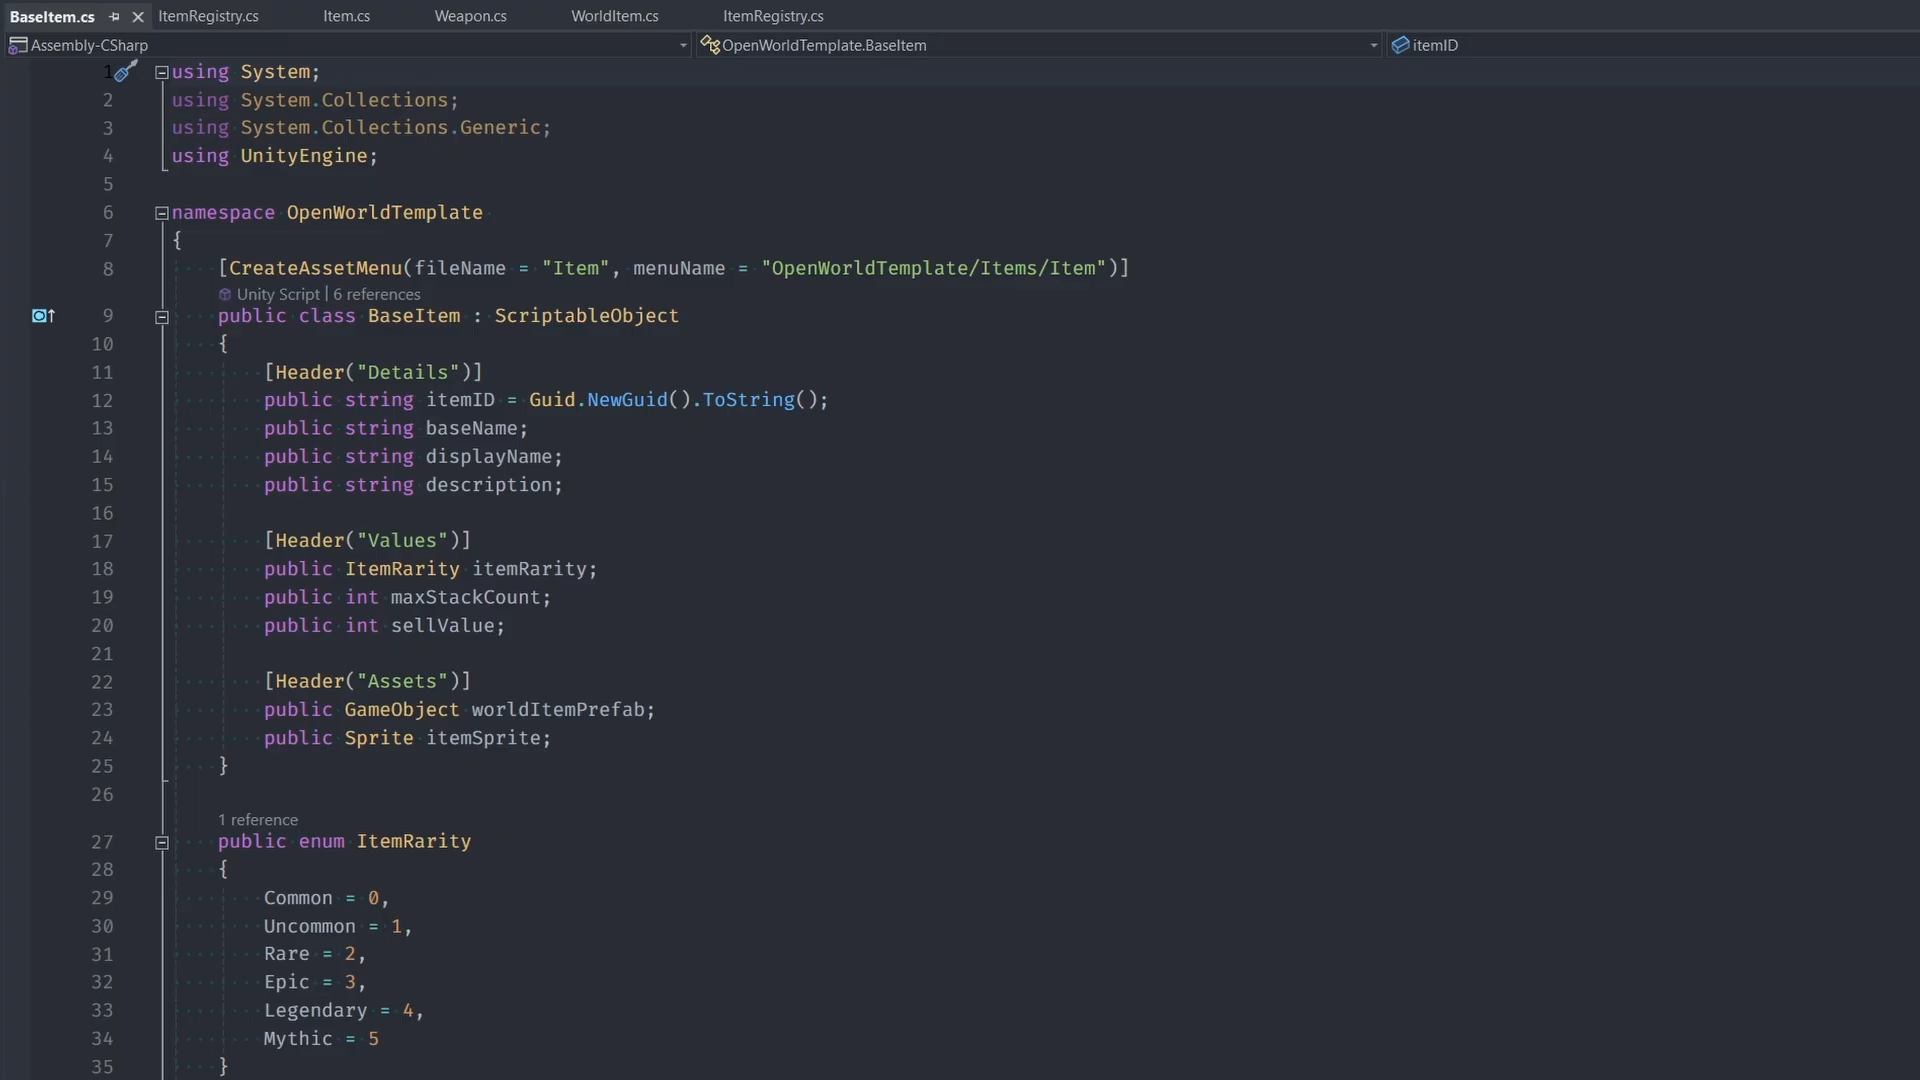 BaseItem.cs ItemRegistry.cs Item.cs Weapon.cs WorldItem.cs ItemRegistry.cs
Assembly-CSharp OpenWorldTemplate.BaseItem itemID
1 using System;
2 using System.Collections;
3 using System.Collections.Generic;
4 using UnityEngine;
5
6 namespace OpenWorldTemplate
7 {
8 [CreateAssetMenu(fileName = "Item", menuName = "OpenWorldTemplate/Items/Item")]
Unity Script | 6 references
9 public class BaseItem : ScriptableObject
10 {
11 [Header("Details")]
12 public string itemID = Guid.NewGuid().ToString();
13 public string baseName;
14 public string displayName;
15 public string description;
16
17 [Header("Values")]
18 public ItemRarity itemRarity;
19 public int maxStackCount;
20 public int sellValue;
21
22 [Header("Assets")]
23 public GameObject worldItemPrefab;
24 public Sprite itemSprite;
25 }
26
1 reference
27 public enum ItemRarity
28 {
29 Common = 0,
30 Uncommon = 1,
31 Rare = 2,
32 Epic = 3,
33 Legendary = 4,
34 Mythic = 5
35 }